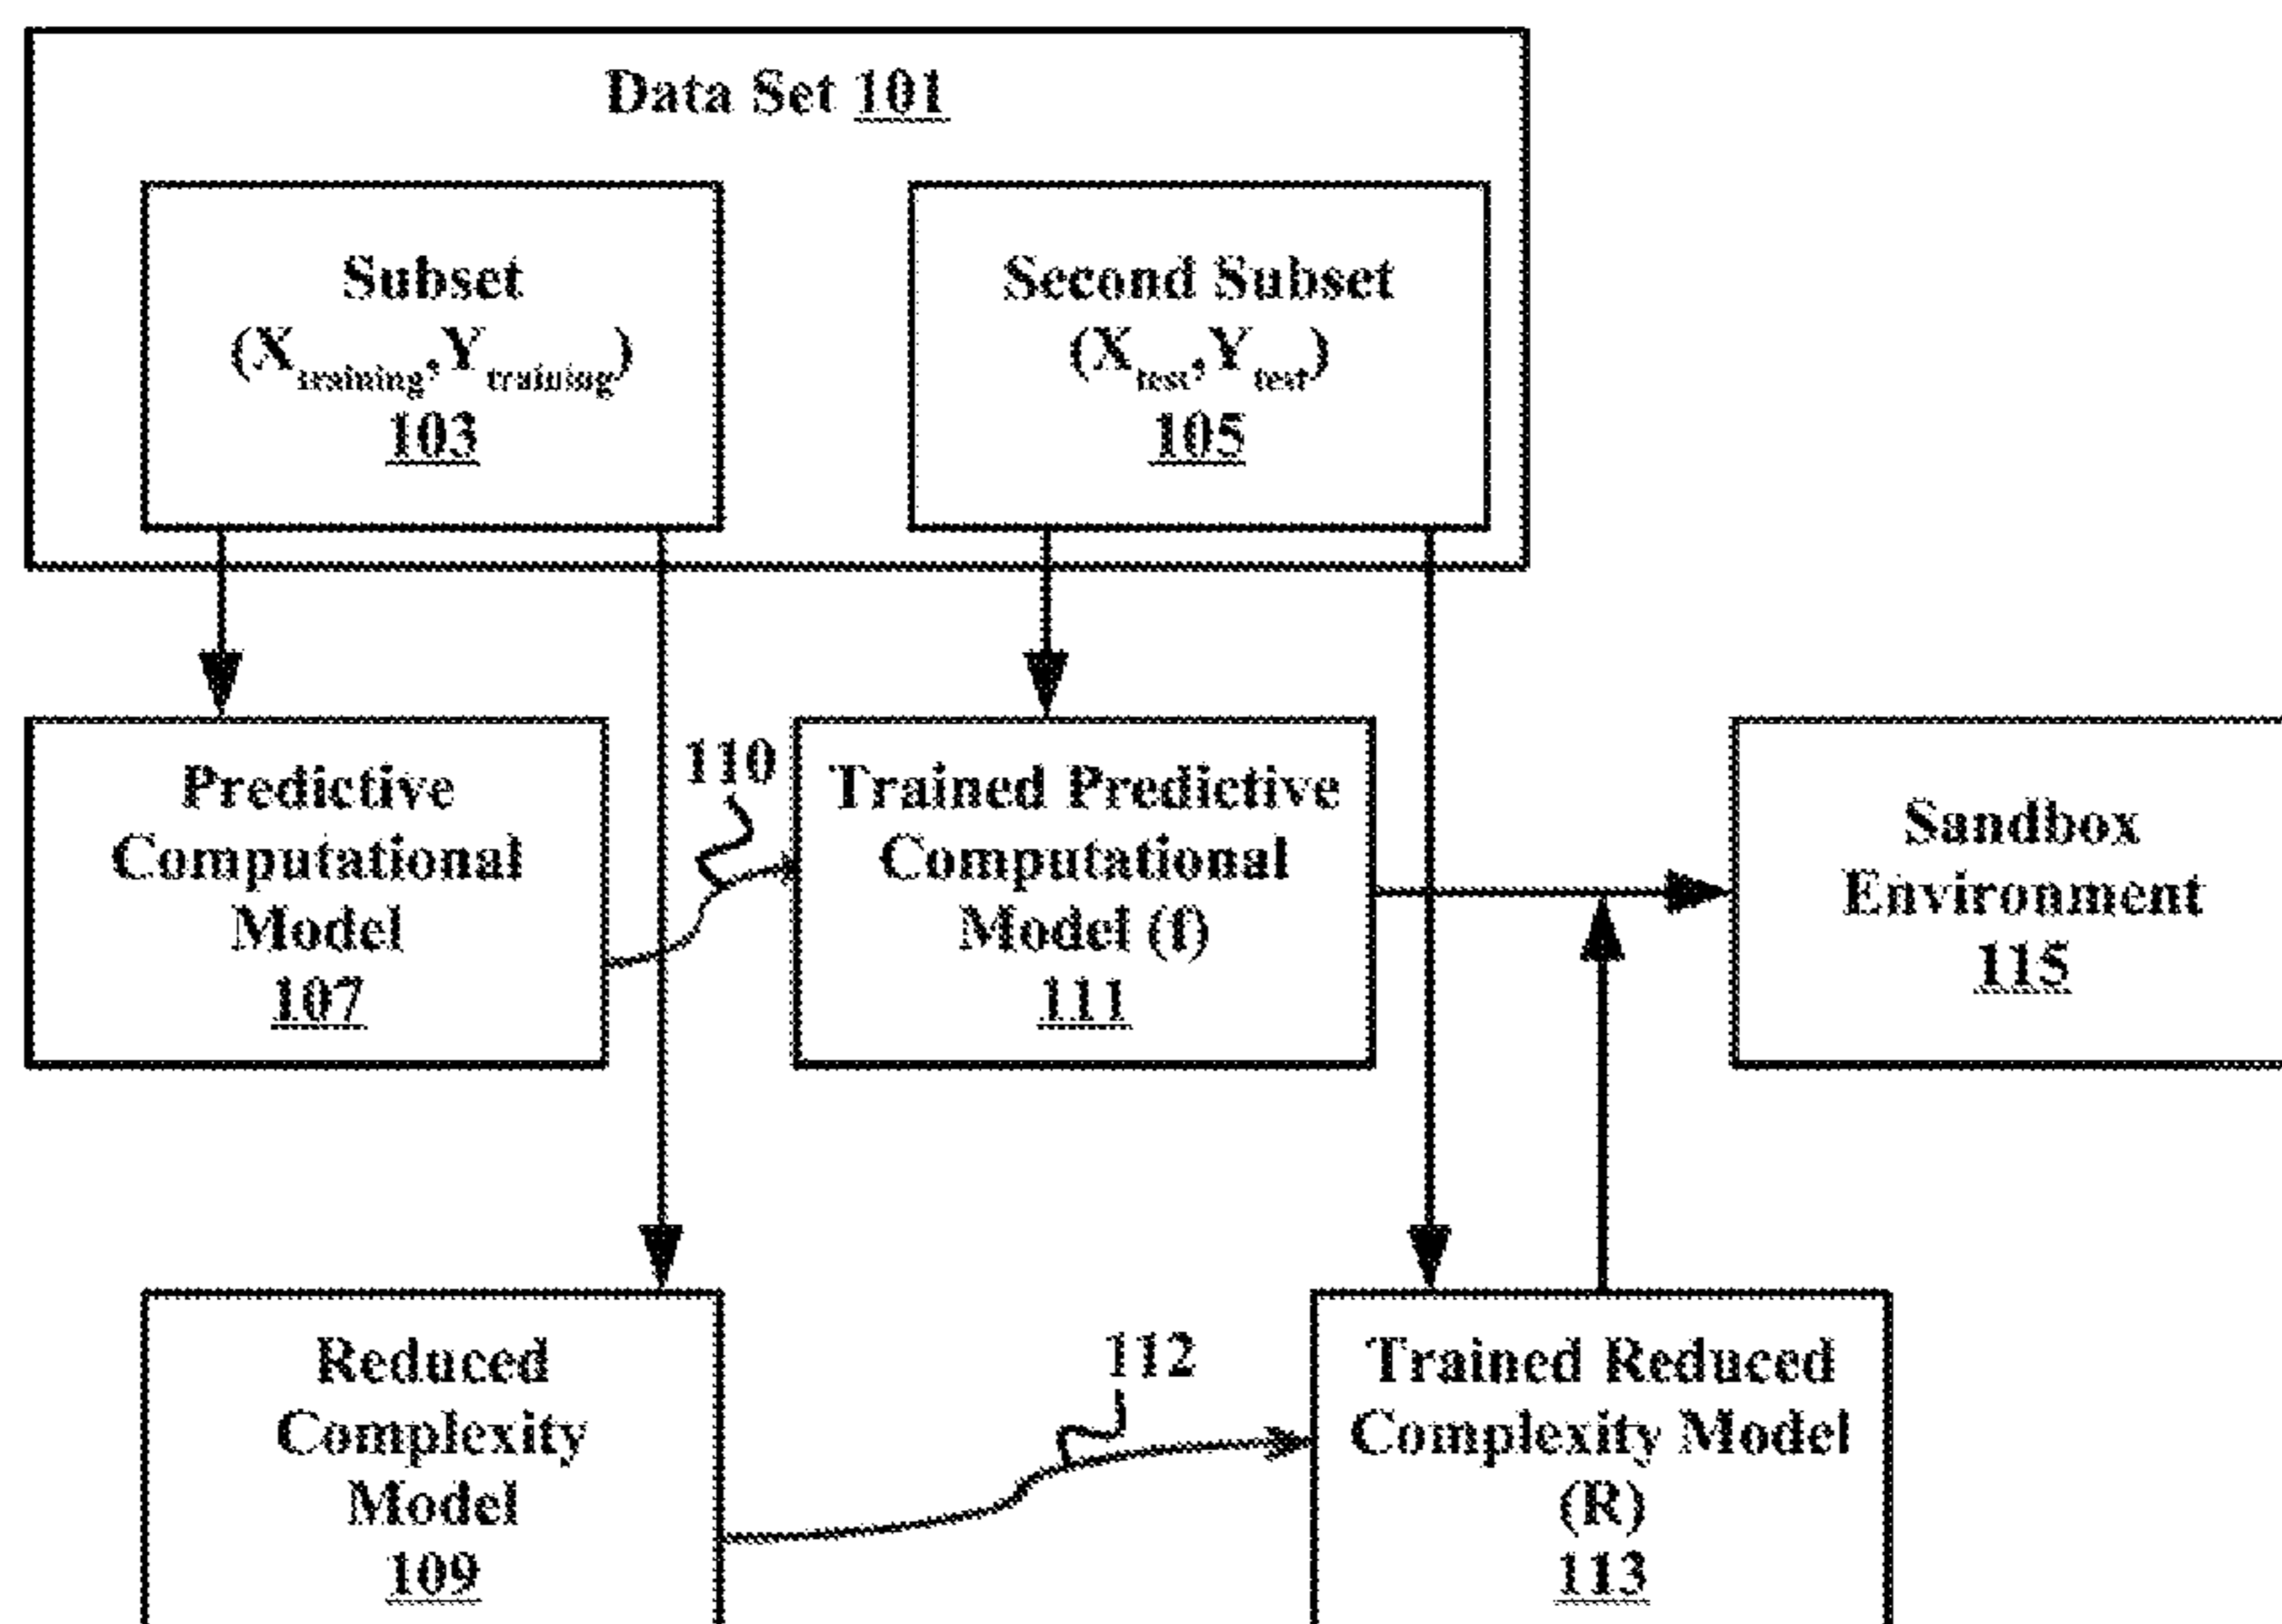 Data Set 101
Subset
(Xtraining,Ytraining)
103
Second Subset
(Xtest,Ytest)
105
Predictive
Computational
Model
107
110
Trained Predictive
Computational
Model (f)
111
Sandbox
Environment
115
Reduced
Complexity
Model
109
112
Trained Reduced
Complexity Model
(R)
113